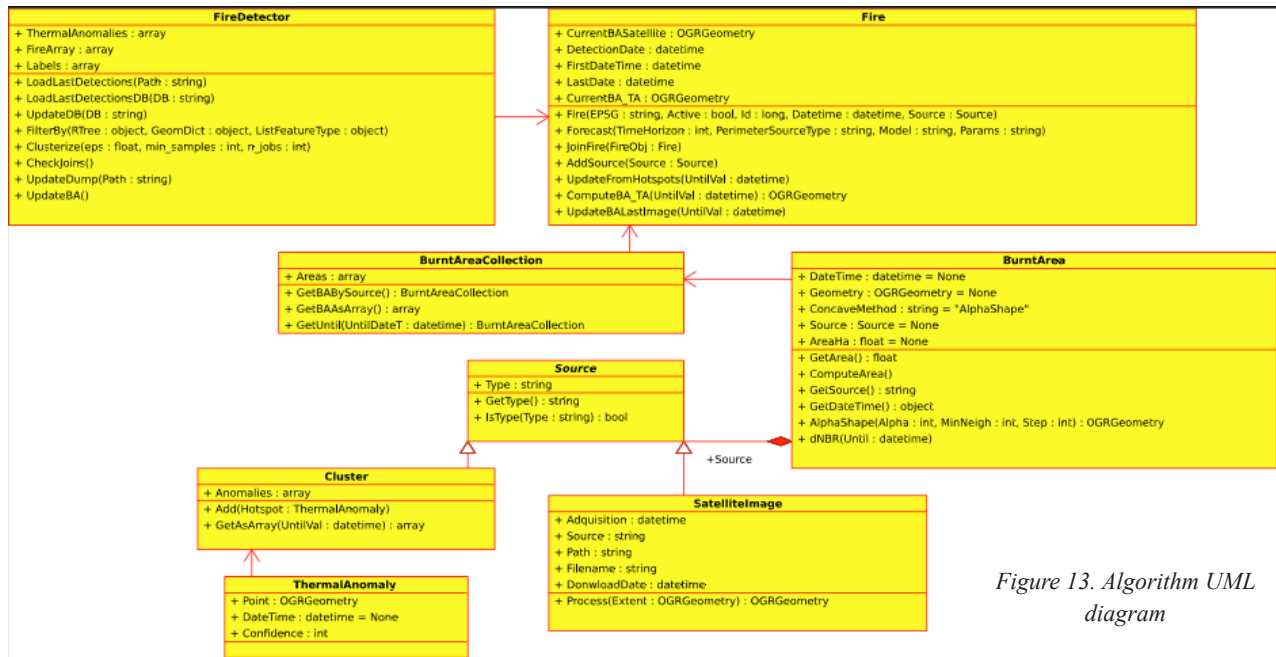 FireDetector
+ ThermalAnomalies : array
+ FireArray : array
+ Labels : array
+ LoadLastDetections(Path : string)
+ LoadLastDetectionsDB(DB : string)
+ UpdateDB(DB : string)
+ FilterBy(RTree : object, GeomDict : object, ListFeatureType : object)
+ Clusterize(eps : float, min_samples : int, n_jobs : int)
+ CheckJoins()
+ UpdateDump(Path : string)
+ UpdateBA()
Fire
+ CurrentBASatellite : OGRGeometry
+ DetectionDate : datetime
+ FirstDateTime : datetime
+ LastDate : datetime
+ CurrentBA_TA : OGRGeometry
+ Fire(EPSG : string, Active : bool, Id : long, Datetime : datetime, Source : Source)
+ Forecast(TimeHorizon : int, PerimeterSourceType : string, Model : string, Params : string)
+ JoinFire(FireObj : Fire)
+ AddSource(Source : Source)
+ UpdateFromHotspots(UntilVal : datetime)
+ ComputeBA_TA(UntilVal : datetime) : OGRGeometry
+ UpdateBALastImage(UntilVal : datetime)
BurntAreaCollection
+ Areas : array
+ GetBABySource() : BurntAreaCollection
+ GetBAAsArray() : array
+ GetUntil(UntilDateT : datetime) : BurntAreaCollection
BurntArea
+ DateTime : datetime = None
+ Geometry : OGRGeometry = None
+ ConcaveMethod : string = "AlphaShape"
+ Source : Source = None
+ AreaHa : float = None
+ GetArea() : float
+ ComputeArea()
+ GetSource() : string
+ GetDateTime() : object
+ AlphaShape(Alpha : int, MinNeigh : int, Step : int) : OGRGeometry
+ dNBR(Until : datetime)
Source
+ Type : string
+ GetType() : string
+ IsType(Type : string) : bool
+Source
Cluster
+ Anomalies : array
+ Add(Hotspot : ThermalAnomaly)
+ GetAsArray(UntilVal : datetime) : array
SatelliteImage
+ Adquisition : datetime
+ Source : string
+ Path : string
+ Filename : string
+ DonwloadDate : datetime
+ Process(Extent : OGRGeometry) : OGRGeometry
ThermalAnomaly
+ Point : OGRGeometry
+ DateTime : datetime = None
+ Confidence : int
Figure 13. Algorithm UML
diagram